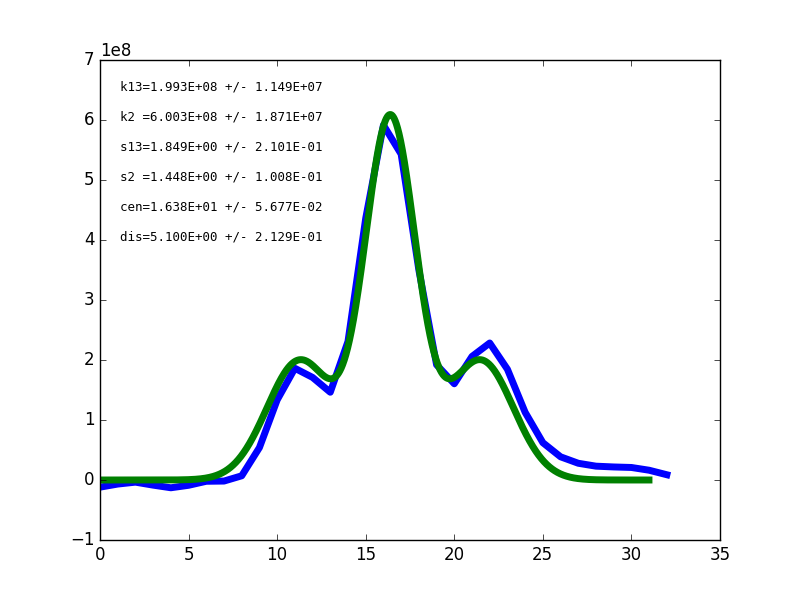 1e8
k13=1.993E+08 +/- 1.149E+07
k2 =6.003E+08 +/- 1.871E+07
s13=1.849E+00 +/- 2.101E-01
s2 =1.448E+00 +/- 1.008E-01
cen=1.638E+01 +/- 5.677E-02
dis=5.100E+00 +/- 2.129E-01
7
6
5
4
3
2
1
0
−1
0 5 10 15 20 25 30 35